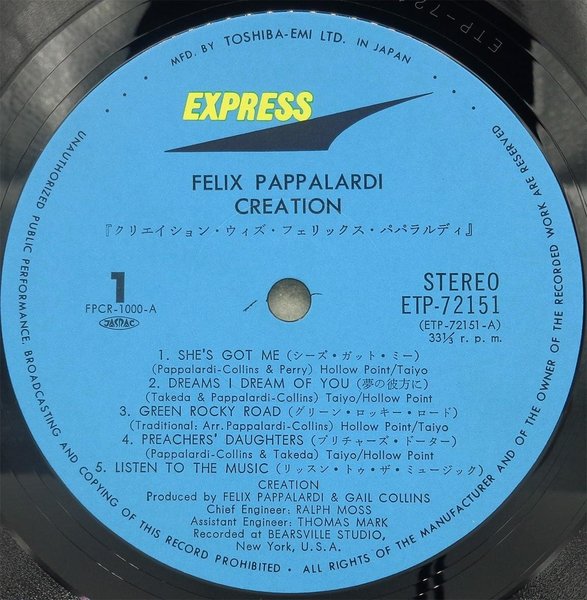 MFD. BY TOSHIBA-EMI LTD. IN JAPAN
ETP-72
EXPRESS
FELIX PAPPALARDI
CREATION
『クリエイション・ウィズ・フェリックス・パパラルディ』
1
FPCR-1000-A
JASRAC
STEREO
ETP-72151
(ETP-72151-A)
33⅓ r. p. m.
1. SHE'S GOT ME (シーズ・ガット・ミー)
(Pappalardi-Collins & Perry) Hollow Point/Taiyo
2. DREAMS I DREAM OF YOU (夢の彼方に)
(Takeda & Pappalardi-Collins) Taiyo/Hollow Point
3. GREEN ROCKY ROAD (グリーン・ロッキー・ロード)
(Traditional: Arr. Pappalardi-Collins) Hollow Point/Taiyo
4. PREACHERS' DAUGHTERS (プリチャーズ・ドーター)
(Pappalardi-Collins & Takeda) Taiyo/Hollow Point
5. LISTEN TO THE MUSIC (リッスン・トゥ・ザ・ミュージック)
CREATION
Produced by FELIX PAPPALARDI & GAIL COLLINS
Chief Engineer: RALPH MOSS
Assistant Engineer: THOMAS MARK
Recorded at BEARSVILLE STUDIO,
New York, U.S.A.
UNAUTHORIZED PUBLIC PERFORMANCE, BROADCASTING AND COPYING OF THIS RECORD PROHIBITED • ALL RIGHTS OF THE MANUFACTURER AND OF THE OWNER OF THE RECORDED WORK ARE RESERVED